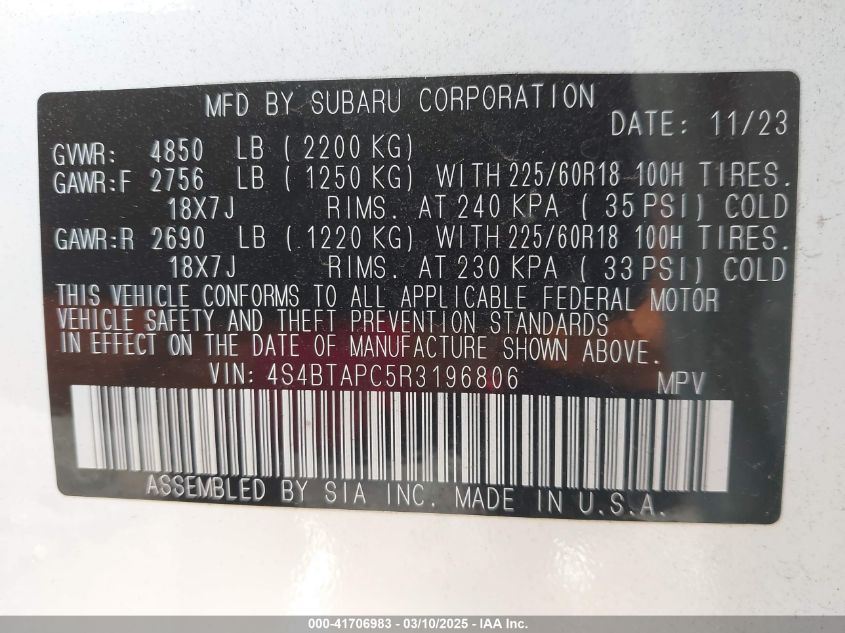 MFD BY SUBARU CORPORATION
DATE: 11/23
GVWR: 4850 LB ( 2200 KG)
GAWR:F 2756 LB ( 1250 KG) WITH 225/60R18 100H TIRES.
18X7J RIMS. AT 240 KPA ( 35 PSI) COLD
GAWR:R 2690 LB ( 1220 KG) WITH 225/60R18 100H TIRES.
18X7J RIMS. AT 230 KPA ( 33 PSI) COLD
THIS VEHICLE CONFORMS TO ALL APPLICABLE FEDERAL MOTOR
VEHICLE SAFETY AND THEFT PREVENTION STANDARDS
IN EFFECT ON THE DATE OF MANUFACTURE SHOWN ABOVE.
VIN: 4S4BTAPC5R3196806 MPV
ASSEMBLED BY SIA INC. MADE IN U.S.A.
000-41706983 — 03/10/2025 — IAA Inc.